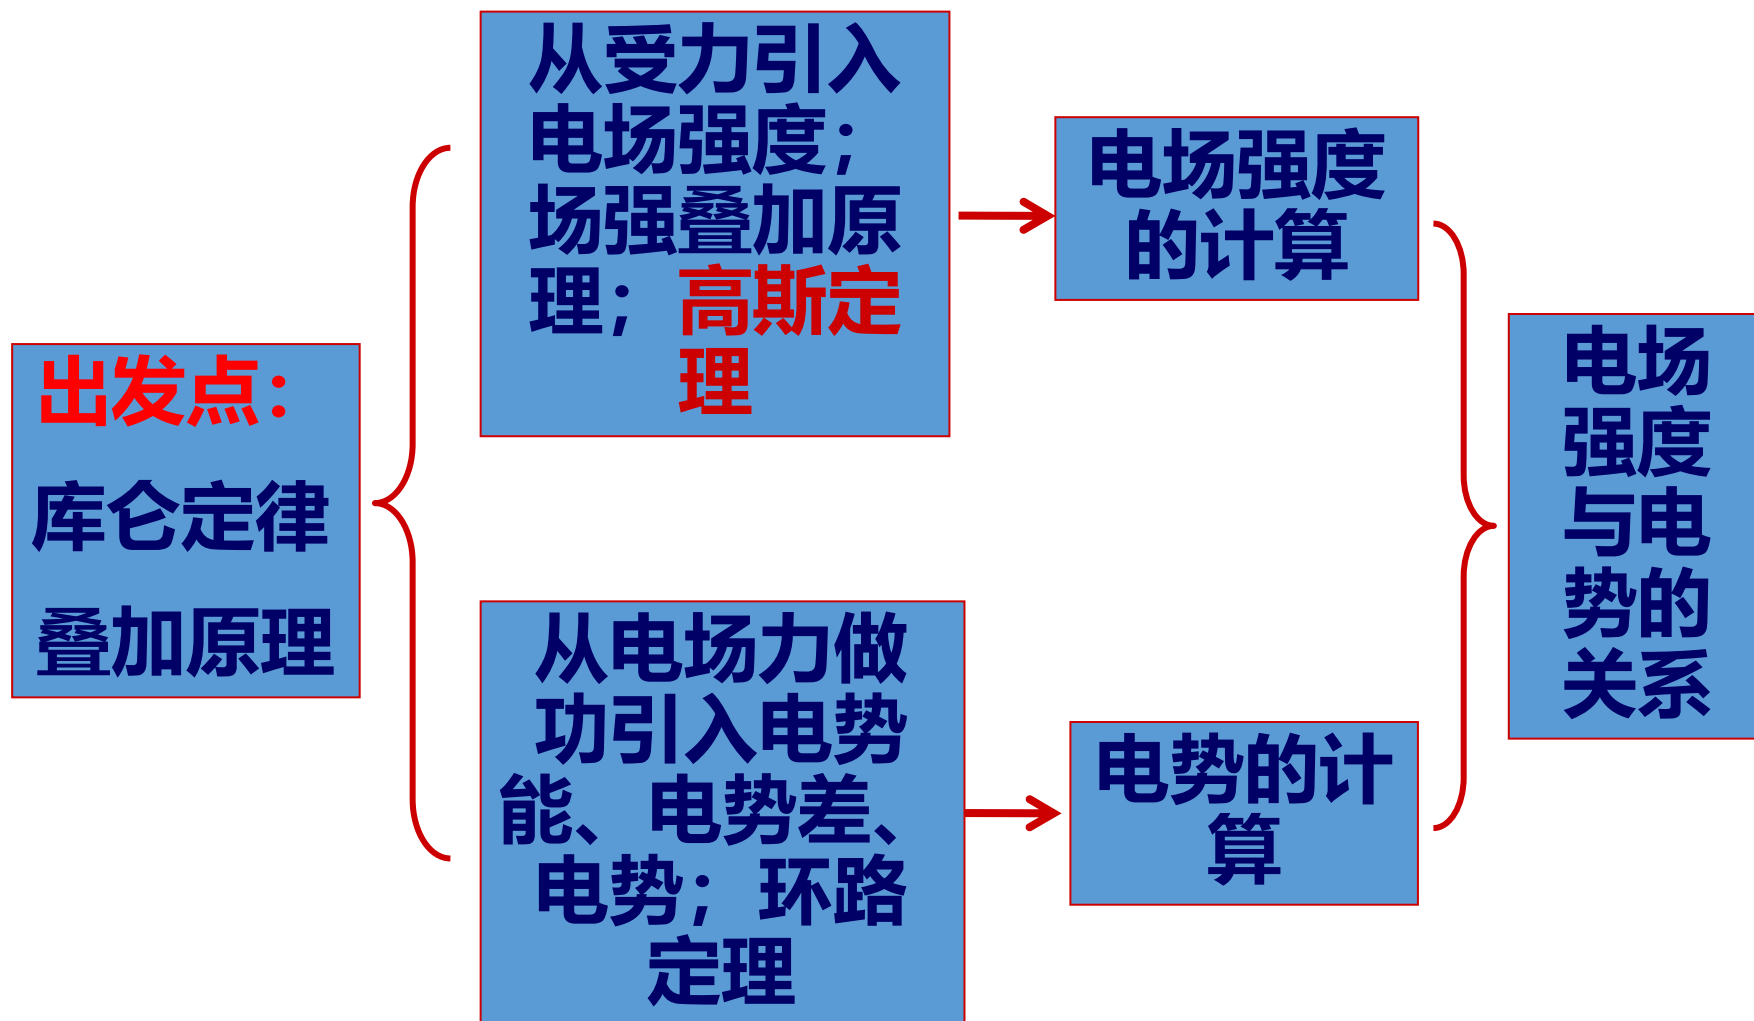 出发点：
库仑定律
叠加原理
从受力引入
电场强度；
场强叠加原
理；高斯定
理
电场强度
的计算
从电场力做
功引入电势
能、电势差、
电势；环路
定理
电势的计
算
电场
强度
与电
势的
关系